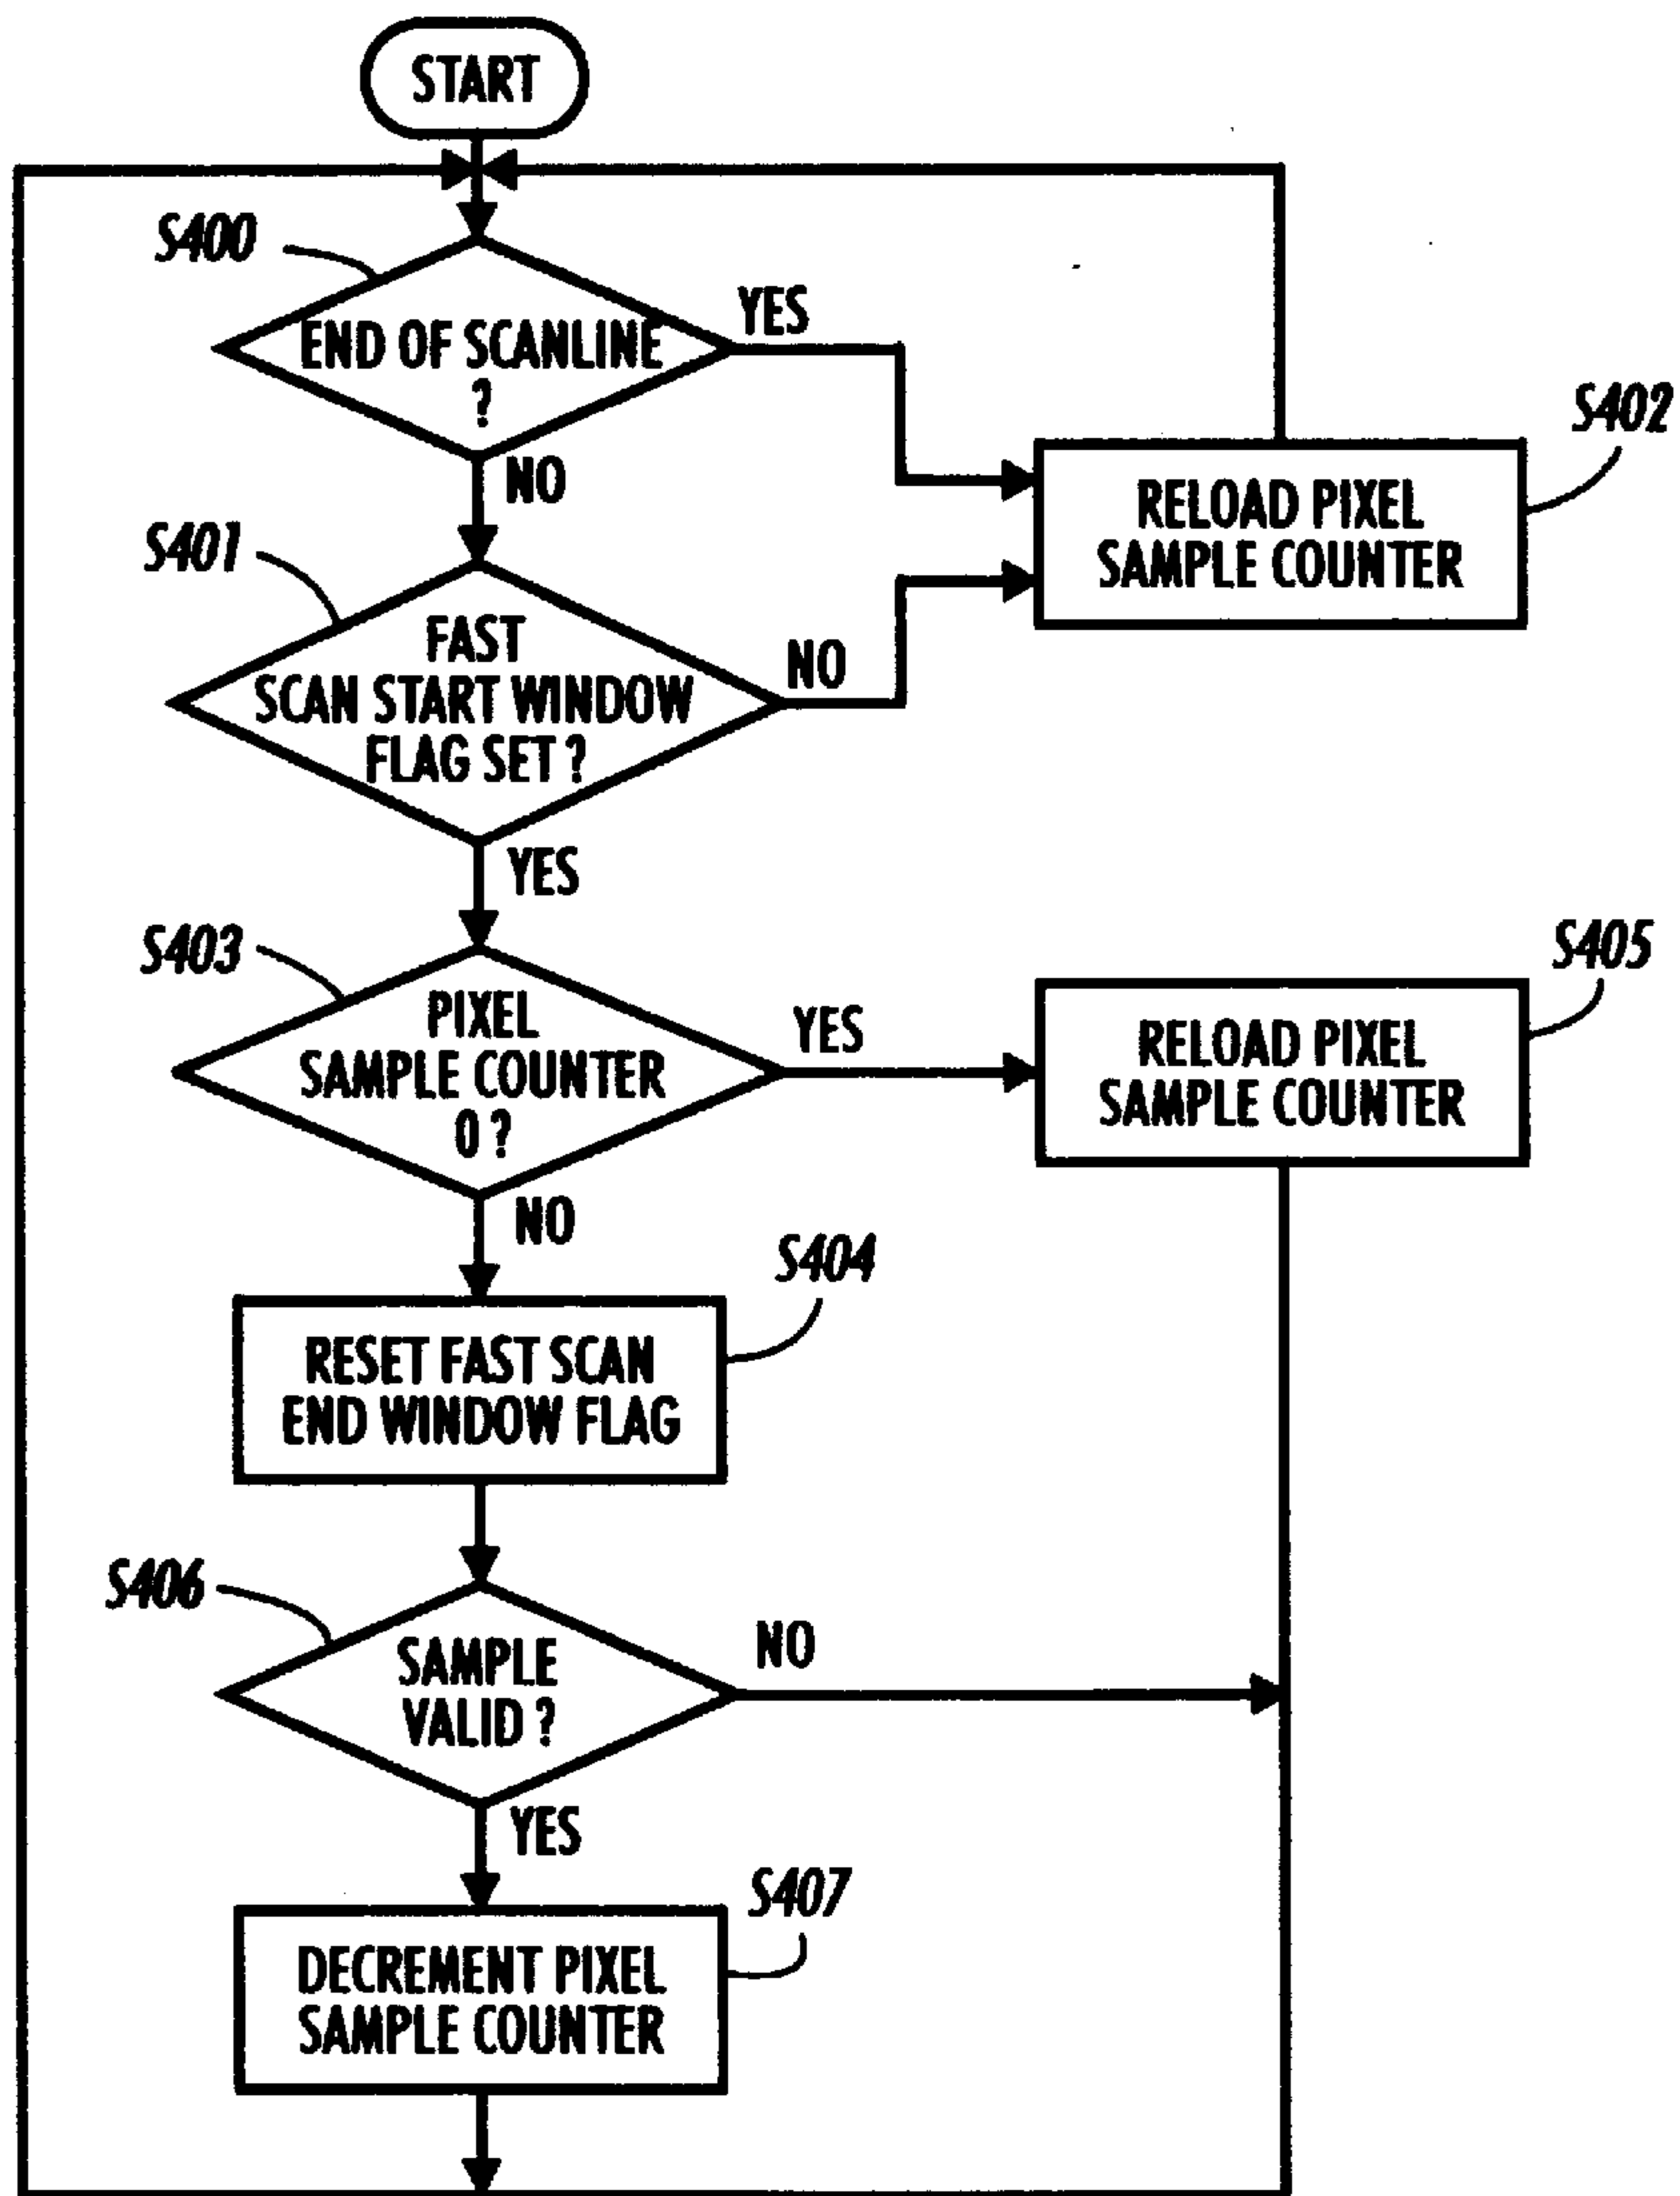 START
S400
END OF SCANLINE
?
YES
NO
S402
RELOAD PIXEL
SAMPLE COUNTER
S401
FAST
SCAN START WINDOW
FLAG SET ?
NO
YES
S403
PIXEL
SAMPLE COUNTER
0 ?
YES
NO
S405
RELOAD PIXEL
SAMPLE COUNTER
S404
RESET FAST SCAN
END WINDOW FLAG
S406
SAMPLE
VALID ?
NO
YES
S407
DECREMENT PIXEL
SAMPLE COUNTER